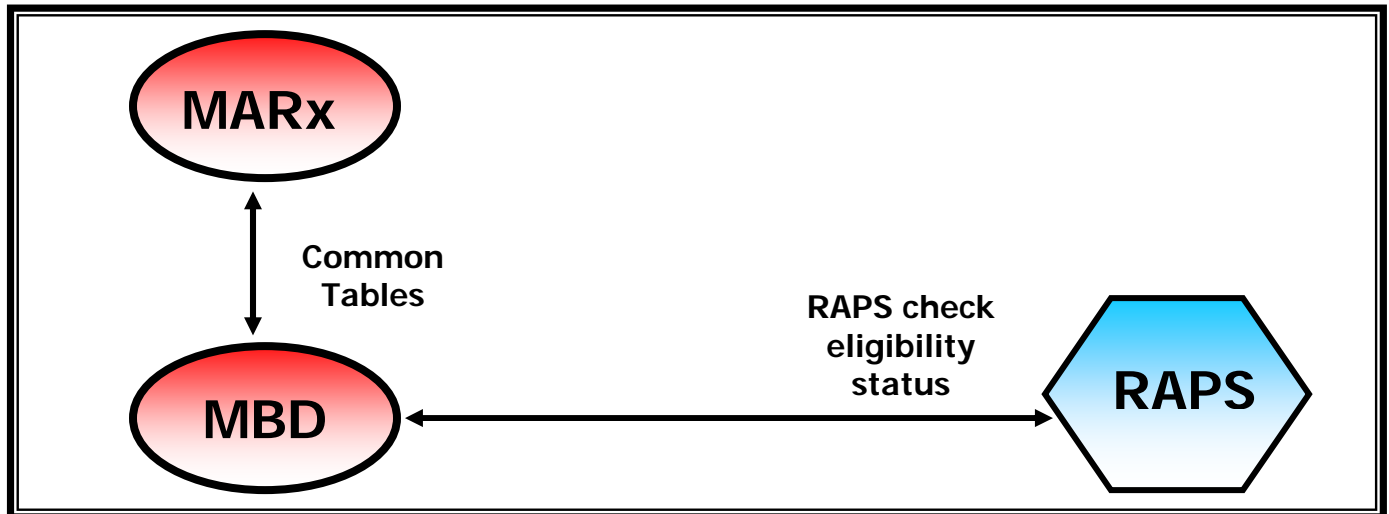 MARx
Common
Tables
RAPS check
eligibility
status
MBD
RAPS